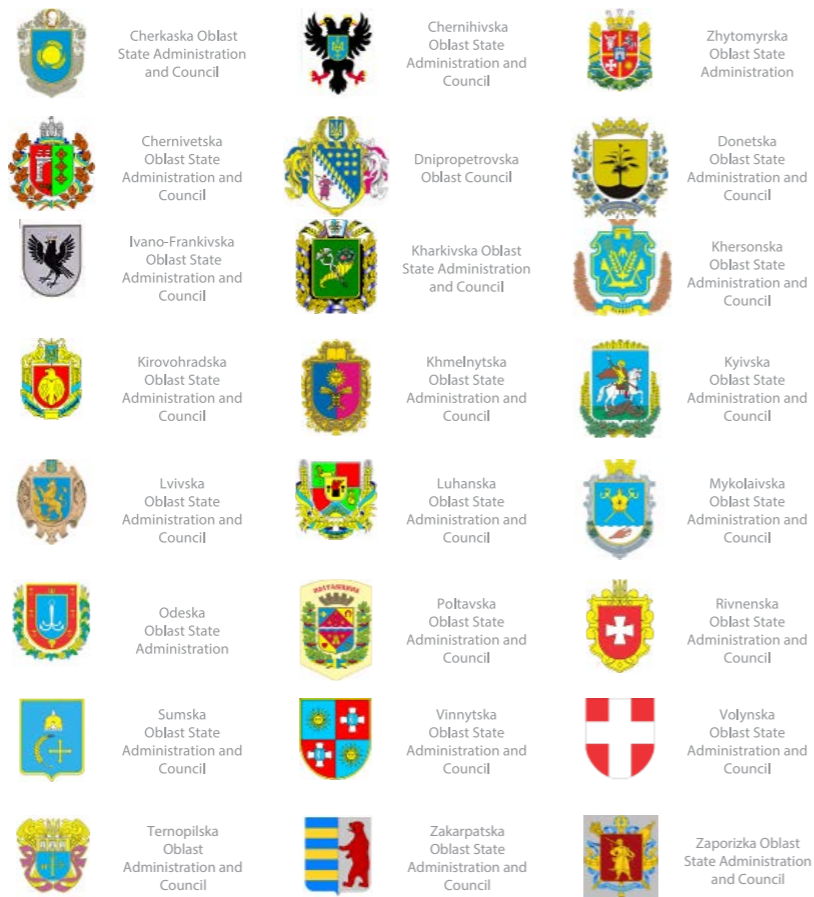 Cherkaska Oblast
State Administration
and Council
Chernihivska
Oblast State
Administration and
Council
Zhytomyrska
Oblast State
Administration
Chernivetska
Oblast State
Administration and
Council
Dnipropetrovska
Oblast Council
Donetska
Oblast State
Administration and
Council
Ivano-Frankivska
Oblast State
Administration and
Council
Kharkivska Oblast
State Administration
and Council
Khersonska
Oblast State
Administration and
Council
Kirovohradska
Oblast State
Administration and
Council
Khmelnytska
Oblast State
Administration and
Council
Kyivska
Oblast State
Administration and
Council
Lvivska
Oblast State
Administration and
Council
Luhanska
Oblast State
Administration and
Council
Mykolaivska
Oblast State
Administration and
Council
Odeska
Oblast State
Administration
Poltavska
Oblast State
Administration and
Council
Rivnenska
Oblast State
Administration and
Council
Sumska
Oblast State
Administration and
Council
Vinnytska
Oblast State
Administration and
Council
Volynska
Oblast State
Administration and
Council
Ternopilska
Oblast
Administration and
Council
Zakarpatska
Oblast State
Administration and
Council
Zaporizka Oblast
State Administration
and Council